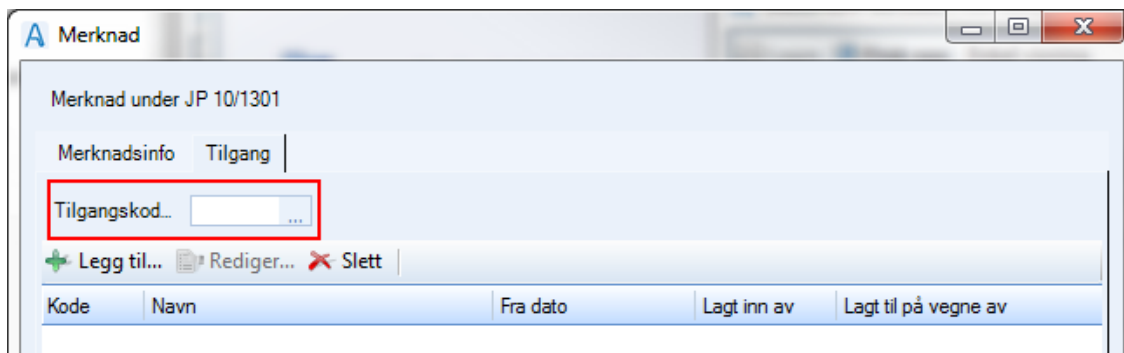 Merknad
Merknad under JP 10/1301
Merknadsinfo Tilgang
Tilgangskod... ...
Legg til... Rediger... Slett
Kode Navn Fra dato Lagt inn av Lagt til på vegne av